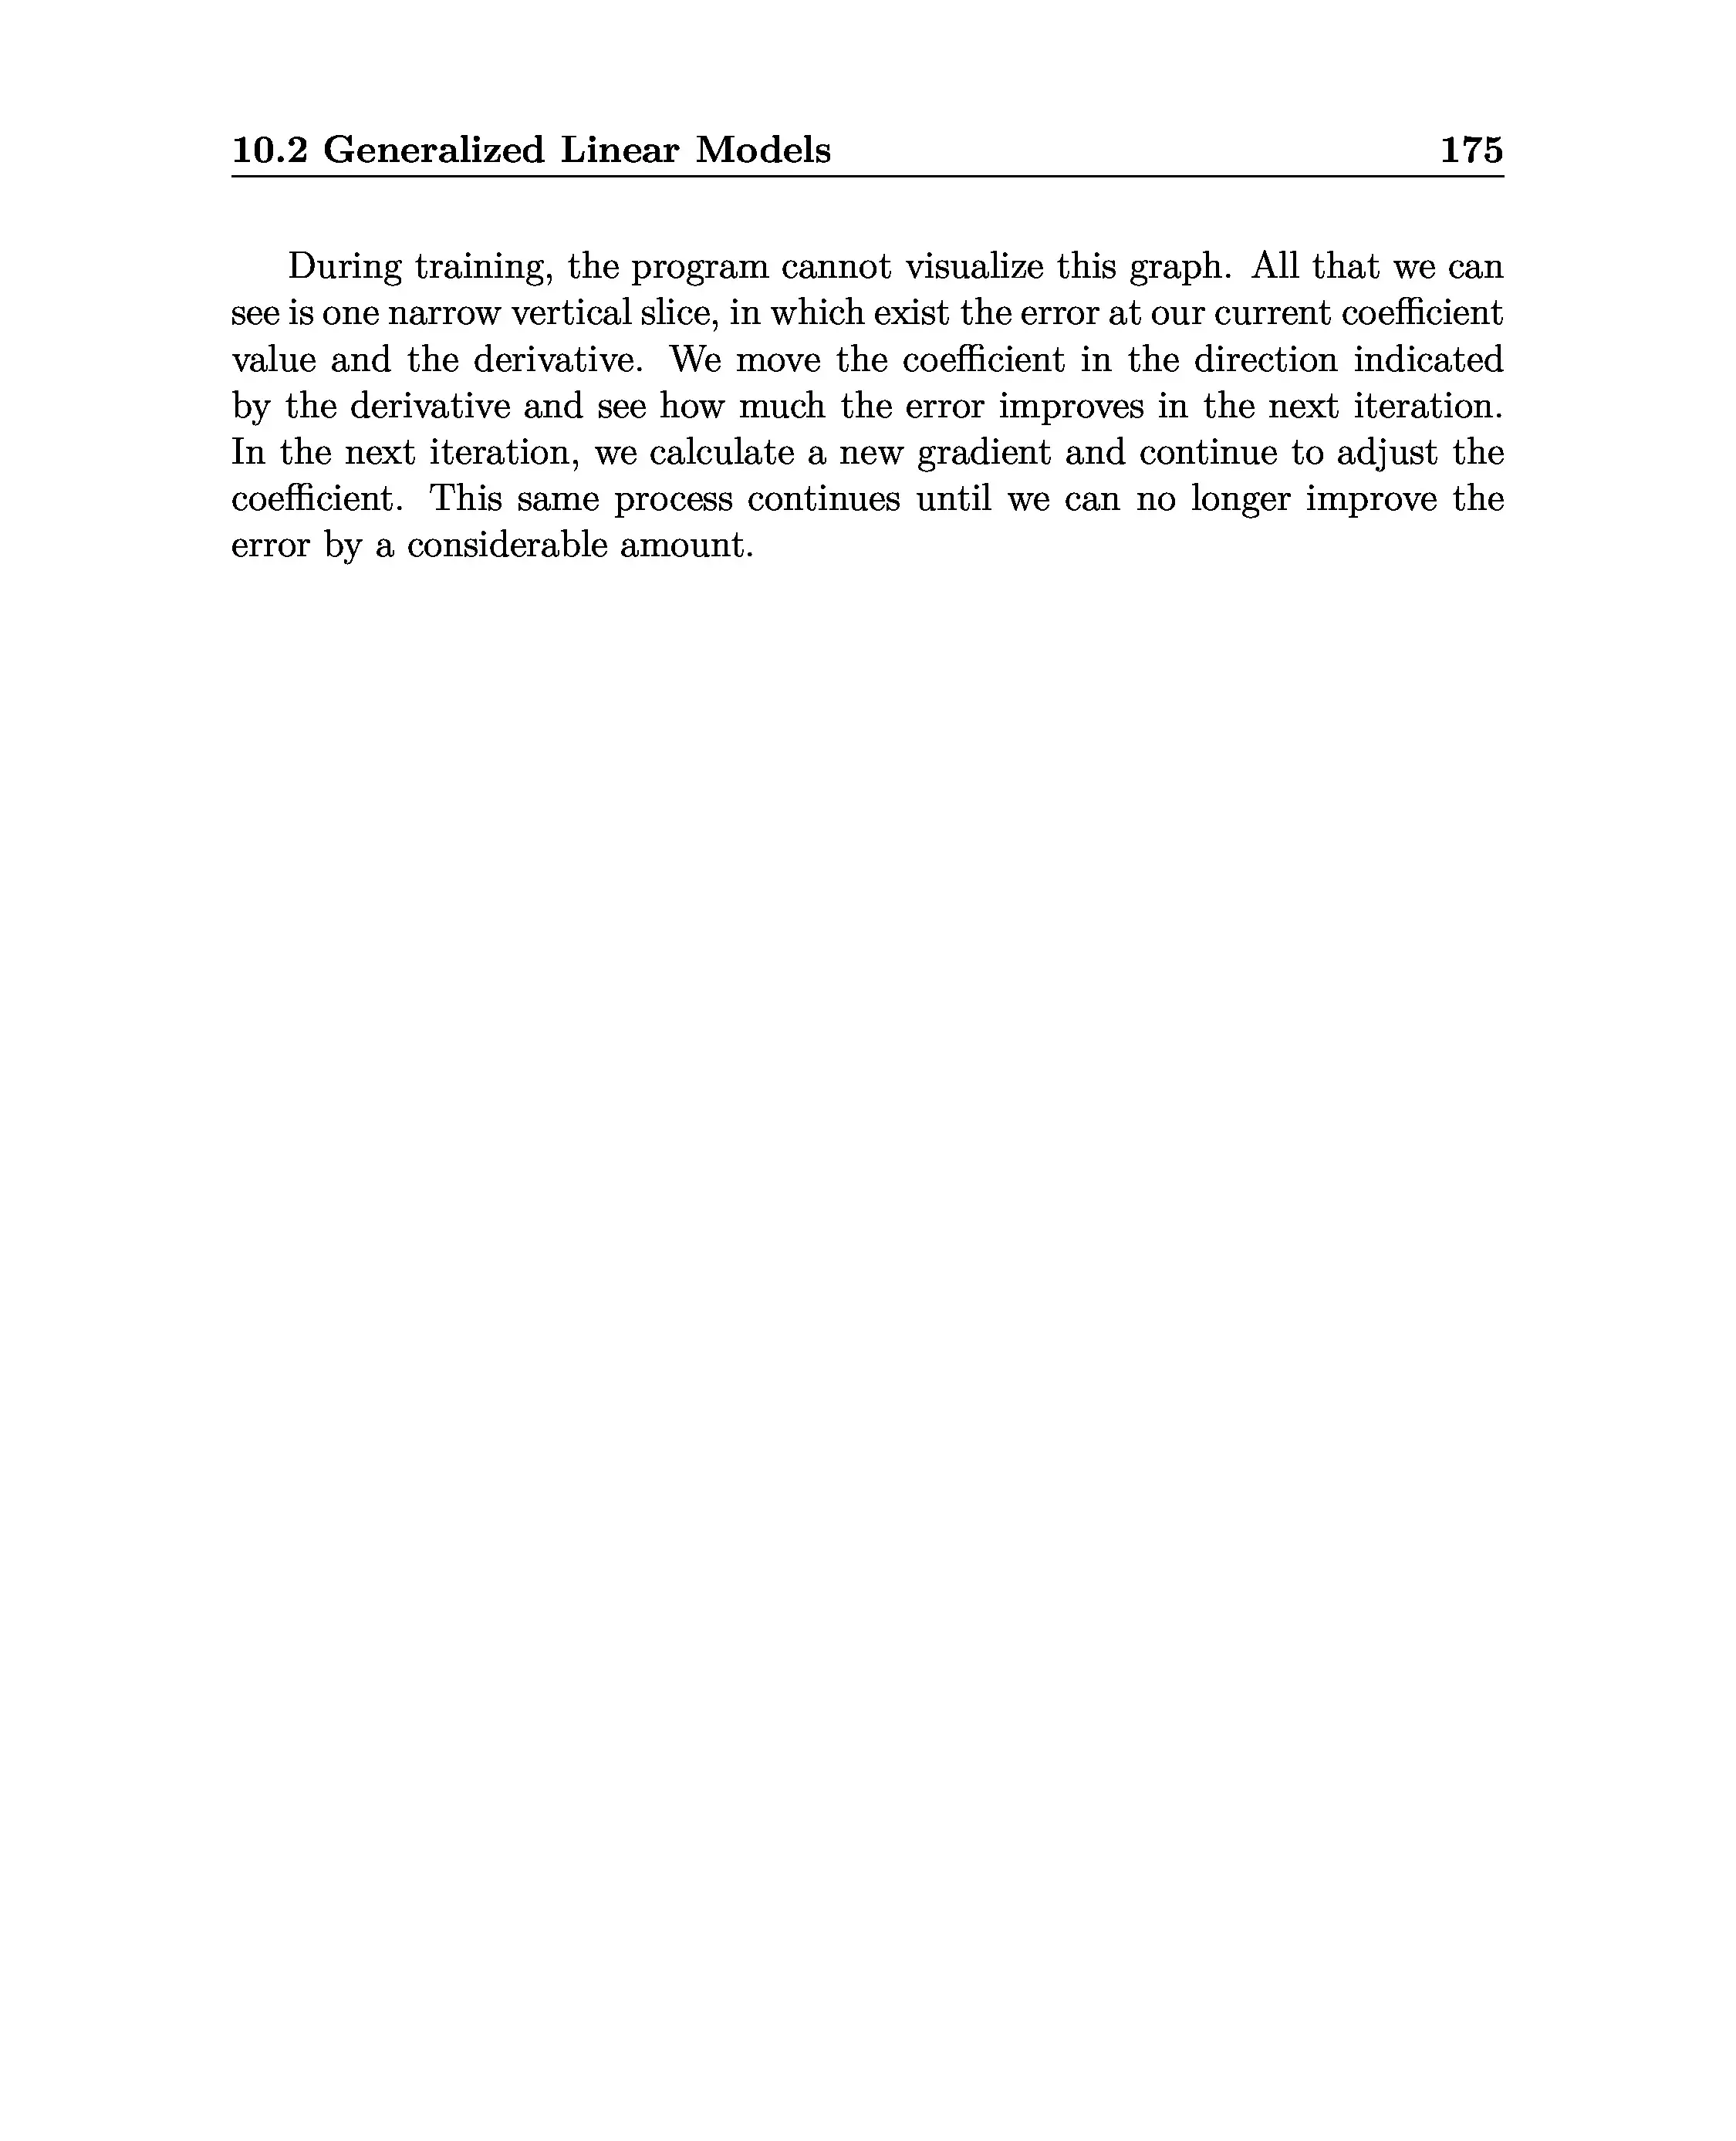 10.2 Generalized Linear Models 175
During training, the program cannot visualize this graph. All that we can
see is one narrow vertical slice, in which exist the error at our current coefficient
value and the derivative. We move the coefficient in the direction indicated
by the derivative and see how much the error improves in the next iteration.
In the next iteration, we calculate a new gradient and continue to adjust the
coefficient. This same process continues until we can no longer improve the
error by a considerable amount.